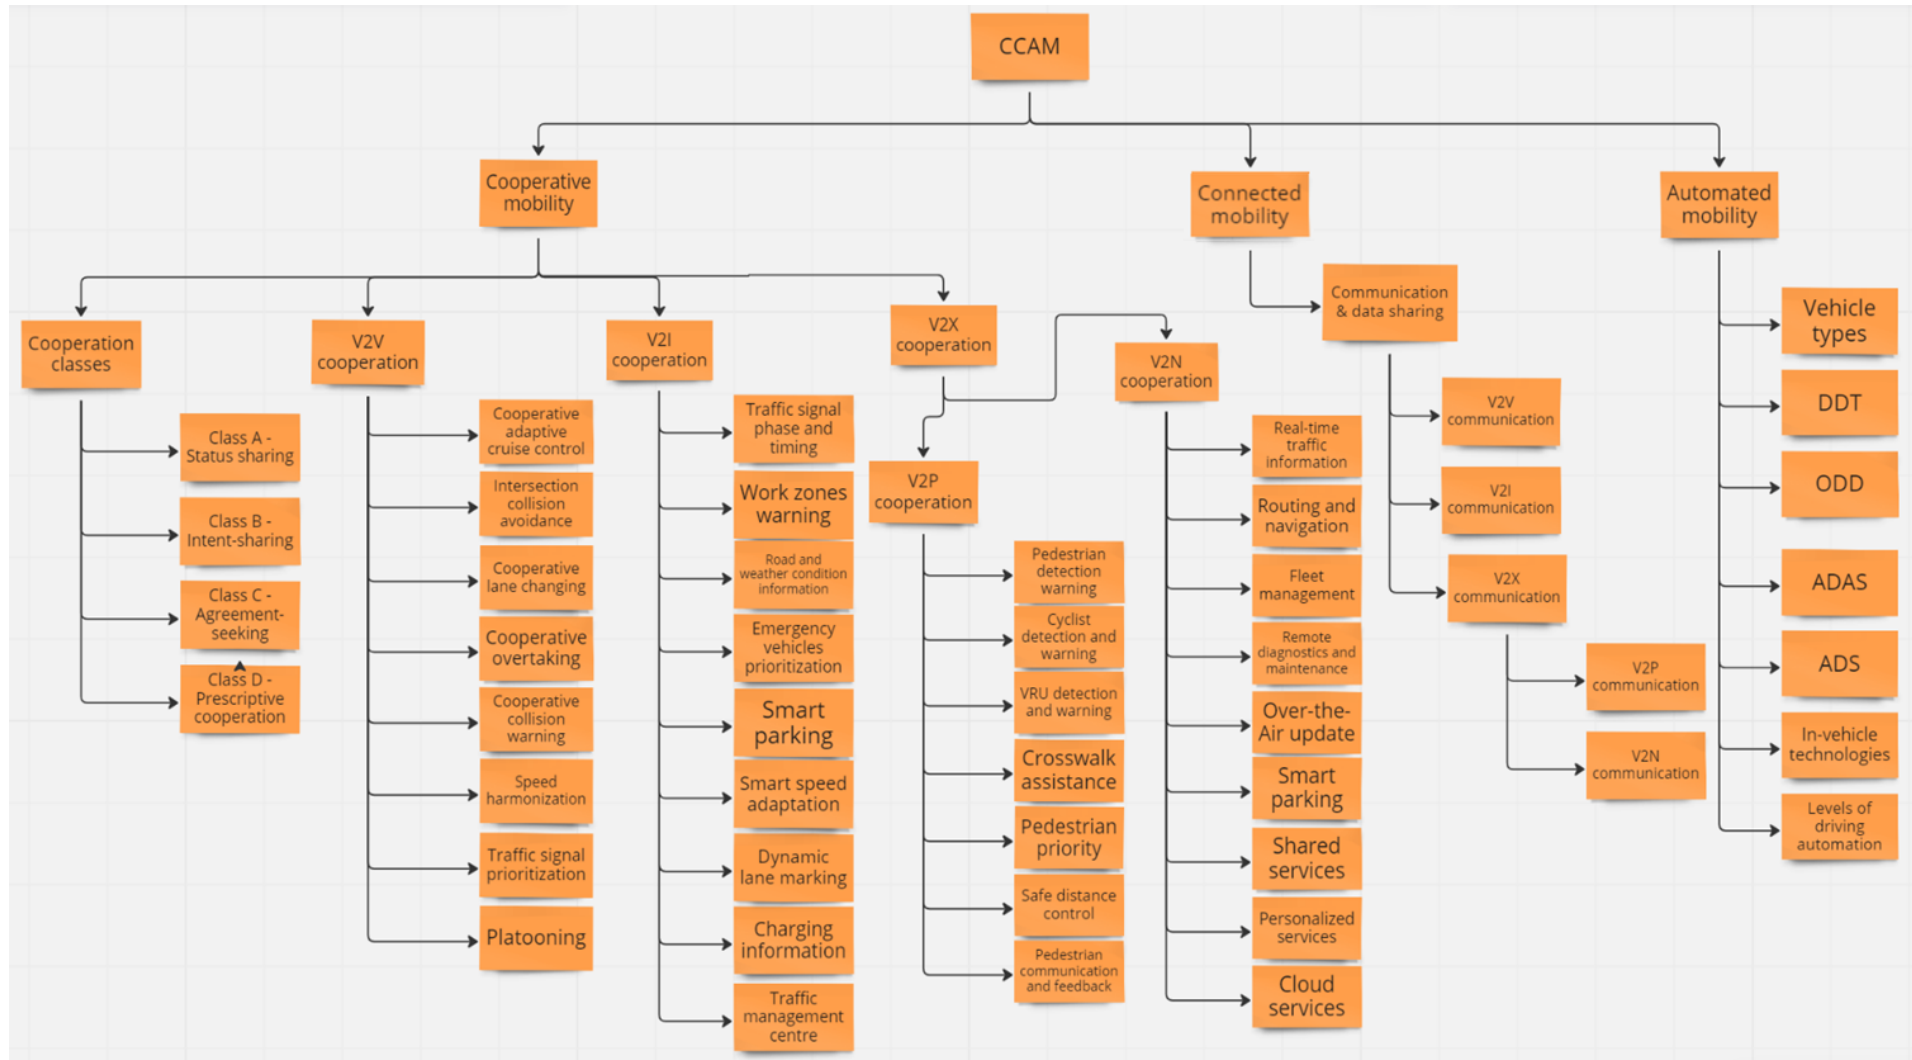 CCAM
Cooperative
mobility
Connected
mobility
Automated
mobility
Cooperation
classes
Class A -
Status sharing
Class B -
Intent-sharing
Class C -
Agreement-
seeking
Class D -
Prescriptive
cooperation
V2V
cooperation
Cooperative
adaptive
cruise control
Intersection
collision
avoidance
Cooperative
lane changing
Cooperative
overtaking
Cooperative
collision
warning
Speed
harmonization
Traffic signal
prioritization
Platooning
V2I
cooperation
Traffic signal
phase and
timing
Work zones
warning
Road and
weather condition
information
Emergency
vehicles
prioritization
Smart
parking
Smart speed
adaptation
Dynamic
lane marking
Charging
information
Traffic
management
centre
V2X
cooperation
V2P
cooperation
Pedestrian
detection
warning
Cyclist
detection and
warning
VRU detection
and warning
Crosswalk
assistance
Pedestrian
priority
Safe distance
control
Pedestrian
communication
and feedback
V2N
cooperation
Real-time
traffic
information
Routing and
navigation
Fleet
management
Remote
diagnostics and
maintenance
Over-the-
Air update
Smart
parking
Shared
services
Personalized
services
Cloud
services
Communication
& data sharing
V2V
communication
V2I
communication
V2X
communication
V2P
communication
V2N
communication
Vehicle
types
DDT
ODD
ADAS
ADS
In-vehicle
technologies
Levels of
driving
automation